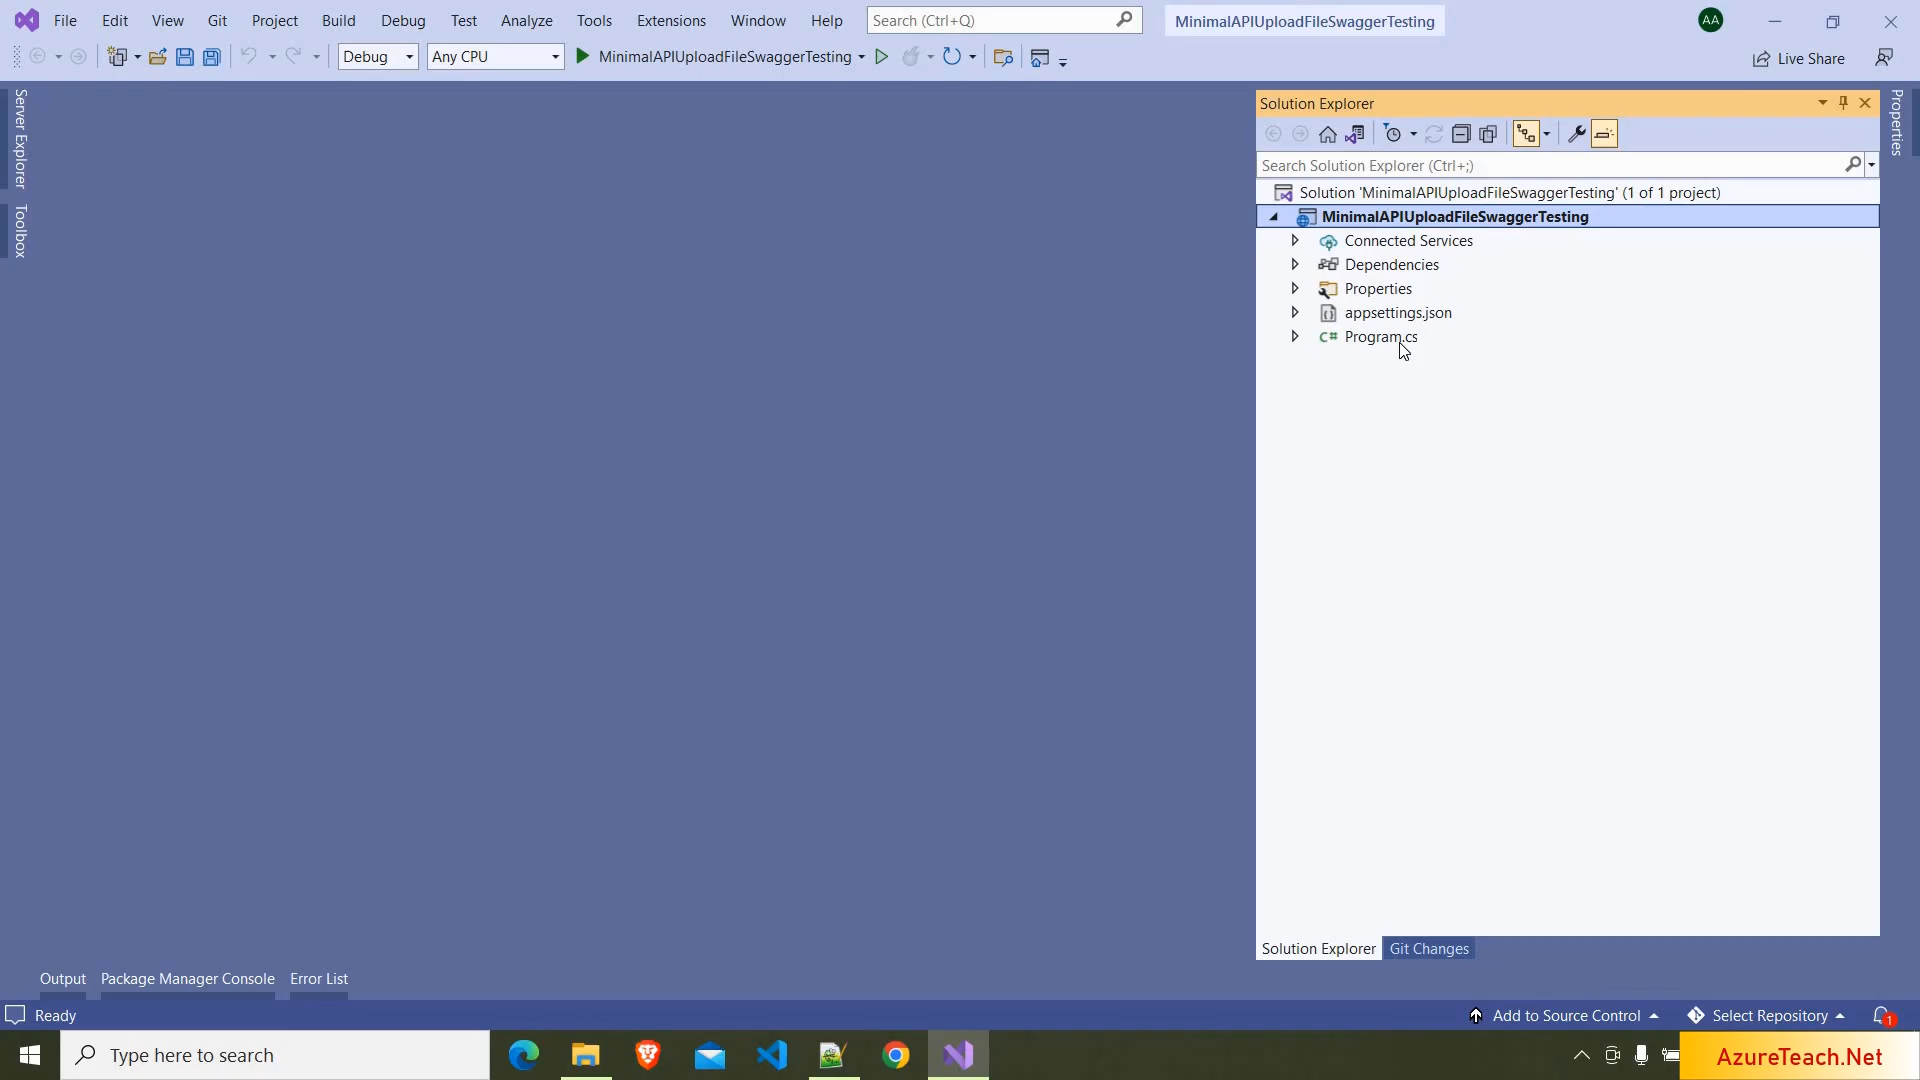 File Edit View Git Project Build Debug Test Analyze Tools Extensions Window Help Search (Ctrl+Q) MinimalAPIUploadFileSwaggerTesting AA
Debug Any CPU MinimalAPIUploadFileSwaggerTesting Live Share
Server Explorer
Toolbox
Solution Explorer
Search Solution Explorer (Ctrl+;)
Solution 'MinimalAPIUploadFileSwaggerTesting' (1 of 1 project)
MinimalAPIUploadFileSwaggerTesting
Connected Services
Dependencies
Properties
appsettings.json
C# Program.cs
Properties
Solution Explorer Git Changes
Output Package Manager Console Error List
Ready Add to Source Control Select Repository 1
Type here to search AzureTeach.Net